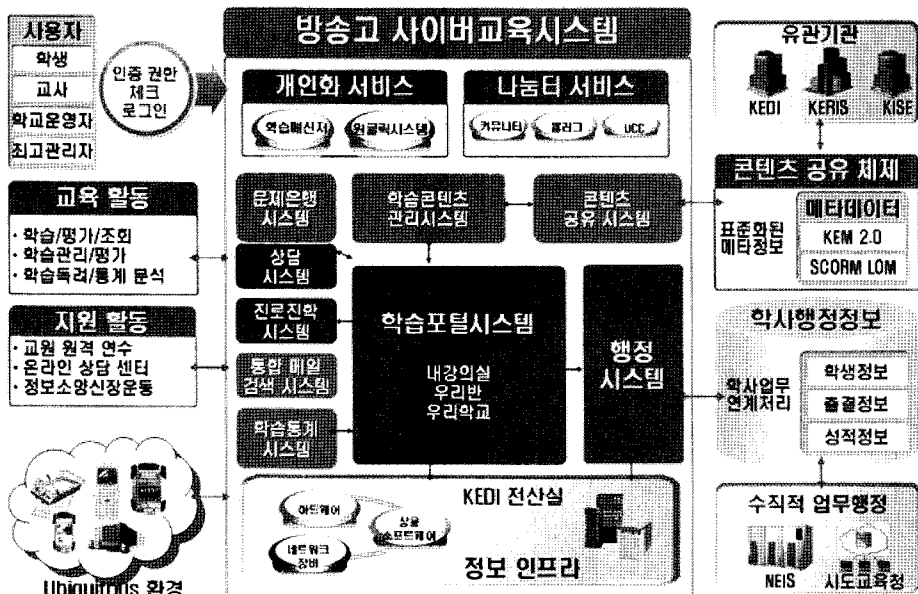 사용자
학생
교사
학교운영자
최고관리자
인증 권한
체크
로그인
방송고 사이버교육시스템
개인화 서비스
학습메신저
원클릭시스템
나눔터 서비스
커뮤니티
블러그
UCC
유관기관
KEDI
KERIS
KISE
교육 활동
· 학습/평가/조회
· 학습관리/평가
· 학습독려/통계 분석
지원 활동
· 교원 원격 연수
· 온라인 상담 센터
· 정보소양신장운동
Ubiquitous 환경
문제은행
시스템
학습콘텐츠
관리시스템
콘텐츠
공유 시스템
상담
시스템
진로진학
시스템
통합 메일
검색 시스템
학습통계
시스템
학습포털시스템
내강의실
우리반
우리학교
행정
시스템
KEDI 전산실
하드웨어
상용
소프트웨어
네트워크
장비
정보 인프라
콘텐츠 공유 체제
표준화된
메타정보
메타데이터
KEM 2.0
SCORM LOM
학사행정정보
학사업무
연계처리
학생정보
출결정보
성적정보
수직적 업무행정
NEIS
시도교육청